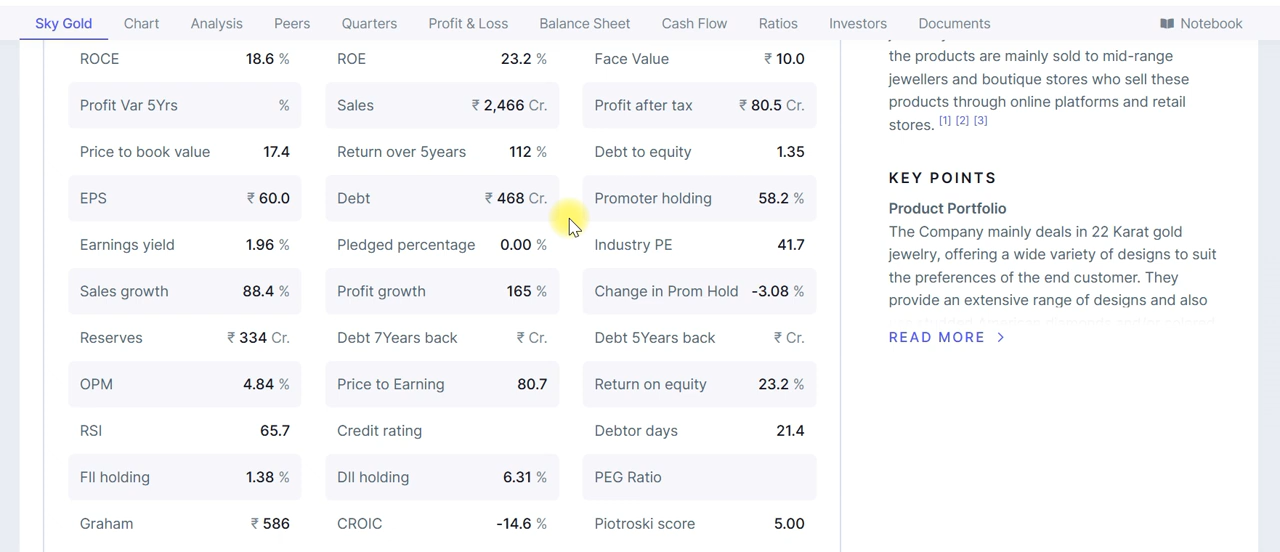 Sky Gold Chart Analysis Peers Quarters Profit & Loss Balance Sheet Cash Flow Ratios Investors Documents Notebook
ROCE 18.6 % ROE 23.2 % Face Value ₹ 10.0
Profit Var 5Yrs % Sales ₹ 2,466 Cr. Profit after tax ₹ 80.5 Cr.
Price to book value 17.4 Return over 5years 112 % Debt to equity 1.35
EPS ₹ 60.0 Debt ₹ 468 Cr. Promoter holding 58.2 %
Earnings yield 1.96 % Pledged percentage 0.00 % Industry PE 41.7
Sales growth 88.4 % Profit growth 165 % Change in Prom Hold -3.08 %
Reserves ₹ 334 Cr. Debt 7Years back ₹ Cr. Debt 5Years back ₹ Cr.
OPM 4.84 % Price to Earning 80.7 Return on equity 23.2 %
RSI 65.7 Credit rating Debtor days 21.4
FII holding 1.38 % DII holding 6.31 % PEG Ratio
Graham ₹ 586 CROIC -14.6 % Piotroski score 5.00
the products are mainly sold to mid-range
jewellers and boutique stores who sell these
products through online platforms and retail
stores. [1] [2] [3]
KEY POINTS
Product Portfolio
The Company mainly deals in 22 Karat gold
jewelry, offering a wide variety of designs to suit
the preferences of the end customer. They
provide an extensive range of designs and also
READ MORE >